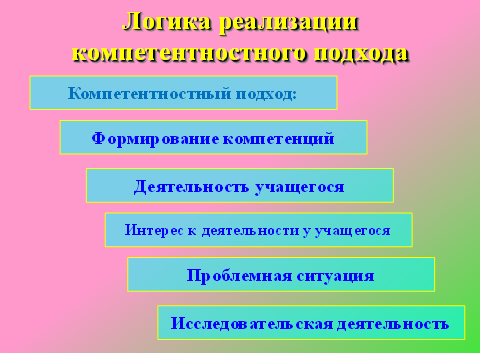 Логика реализации
компетентностного подхода
Компетентностный подход:
Формирование компетенций
Деятельность учащегося
Интерес к деятельности у учащегося
Проблемная ситуация
Исследовательская деятельность